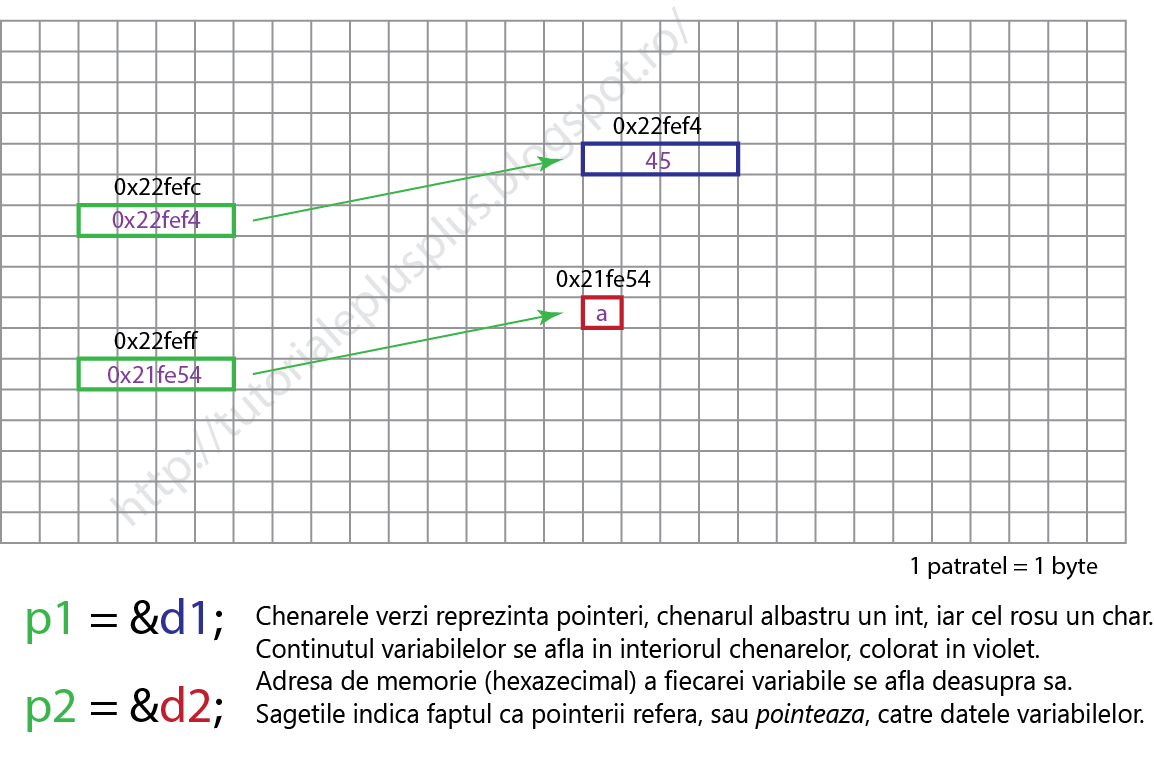 http://tutorialeplusplus.blogspot.ro/
0x22fef4
45
0x22fefc
0x22fef4
0x21fe54
a
0x22feff
0x21fe54
1 patratel = 1 byte
p1 = &d1;
Chenarele verzi reprezinta pointeri, chenarul albastru un int, iar cel rosu un char.
Continutul variabilelor se afla in interiorul chenarelor, colorat in violet.
p2 = &d2;
Adresa de memorie (hexazecimal) a fiecarei variabile se afla deasupra sa.
Sagetile indica faptul ca pointerii refera, sau pointeaza, catre datele variabilelor.